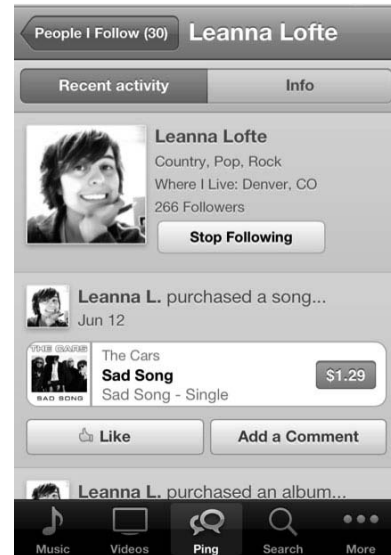 People I Follow (30)
Leanna Lofte
Recent activity
Info
Leanna Lofte
Country, Pop, Rock
Where I Live: Denver, CO
266 Followers
Stop Following
Leanna L. purchased a song...
Jun 12
THE CARS
SAD SONG
The Cars
Sad Song
Sad Song - Single
$1.29
Like
Add a Comment
Leanna L. purchased an album...
Music
Videos
Ping
Search
More